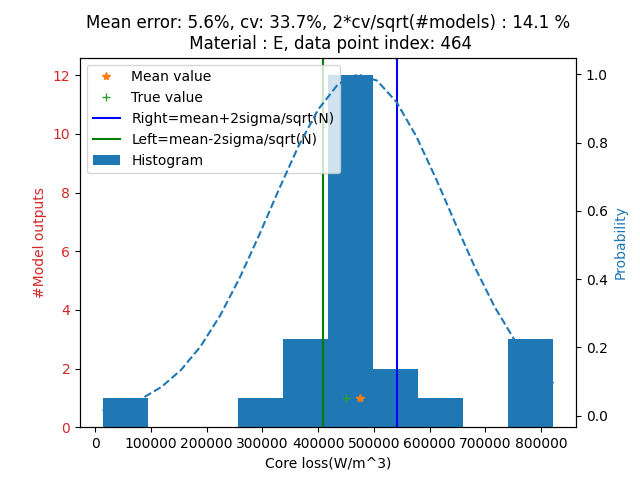 Mean error: 5.6%, cv: 33.7%, 2*cv/sqrt(#models) : 14.1 %
Material : E, data point index: 464
Mean value
True value
Right=mean+2sigma/sqrt(N)
Left=mean-2sigma/sqrt(N)
Histogram
#Model outputs
12
10
8
6
4
2
0
Probability
1.0
0.8
0.6
0.4
0.2
0.0
0 100000 200000 300000 400000 500000 600000 700000 800000
Core loss(W/m^3)